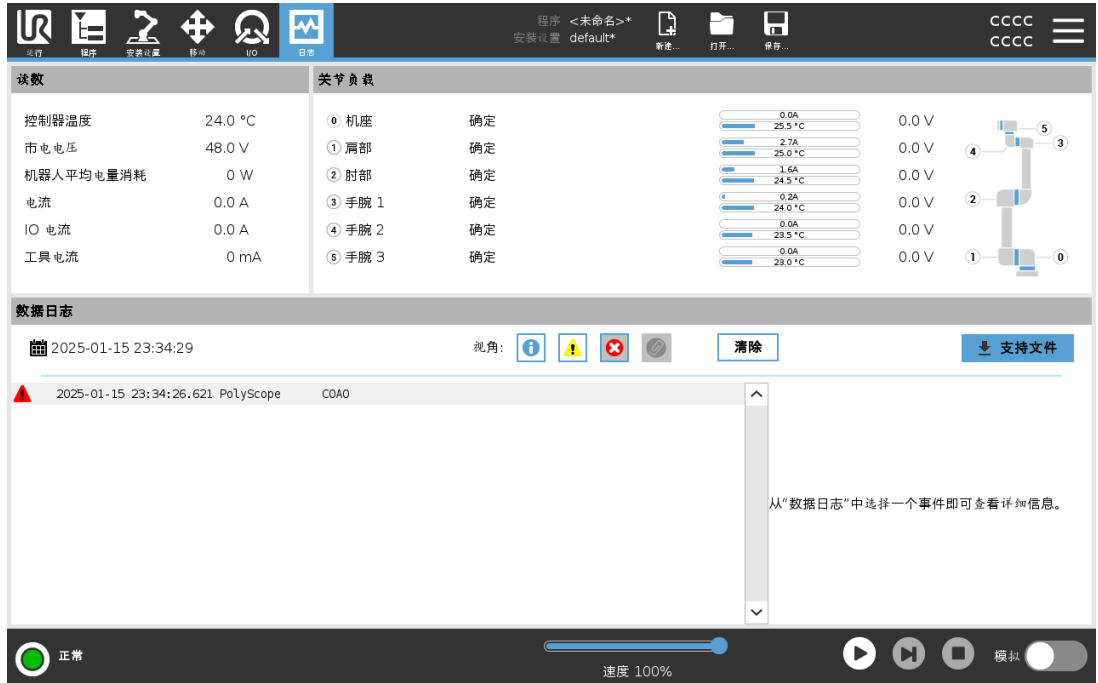 UR
运行 程序 安装设置 移动 I/O 日志
程序 <未命名>*
安装设置 default*
新建... 打开... 保存...
CCCC
CCCC
读数
关节负载
控制器温度 24.0 °C
市电电压 48.0 V
机器人平均电量消耗 0 W
电流 0.0 A
IO 电流 0.0 A
工具电流 0 mA
0 机座 确定 0.0A 25.5 °C 0.0 V
1 肩部 确定 2.7A 25.0 °C 0.0 V
2 肘部 确定 1.6A 24.5 °C 0.0 V
3 手腕 1 确定 0.2A 24.0 °C 0.0 V
4 手腕 2 确定 0.0A 23.5 °C 0.0 V
5 手腕 3 确定 0.0A 23.0 °C 0.0 V
5
3
4
2
1 0
数据日志
2025-01-15 23:34:29 视角: 清除 支持文件
2025-01-15 23:34:26.621 PolyScope C0A0
从“数据日志”中选择一个事件即可查看详细信息。
正常
速度 100%
模拟